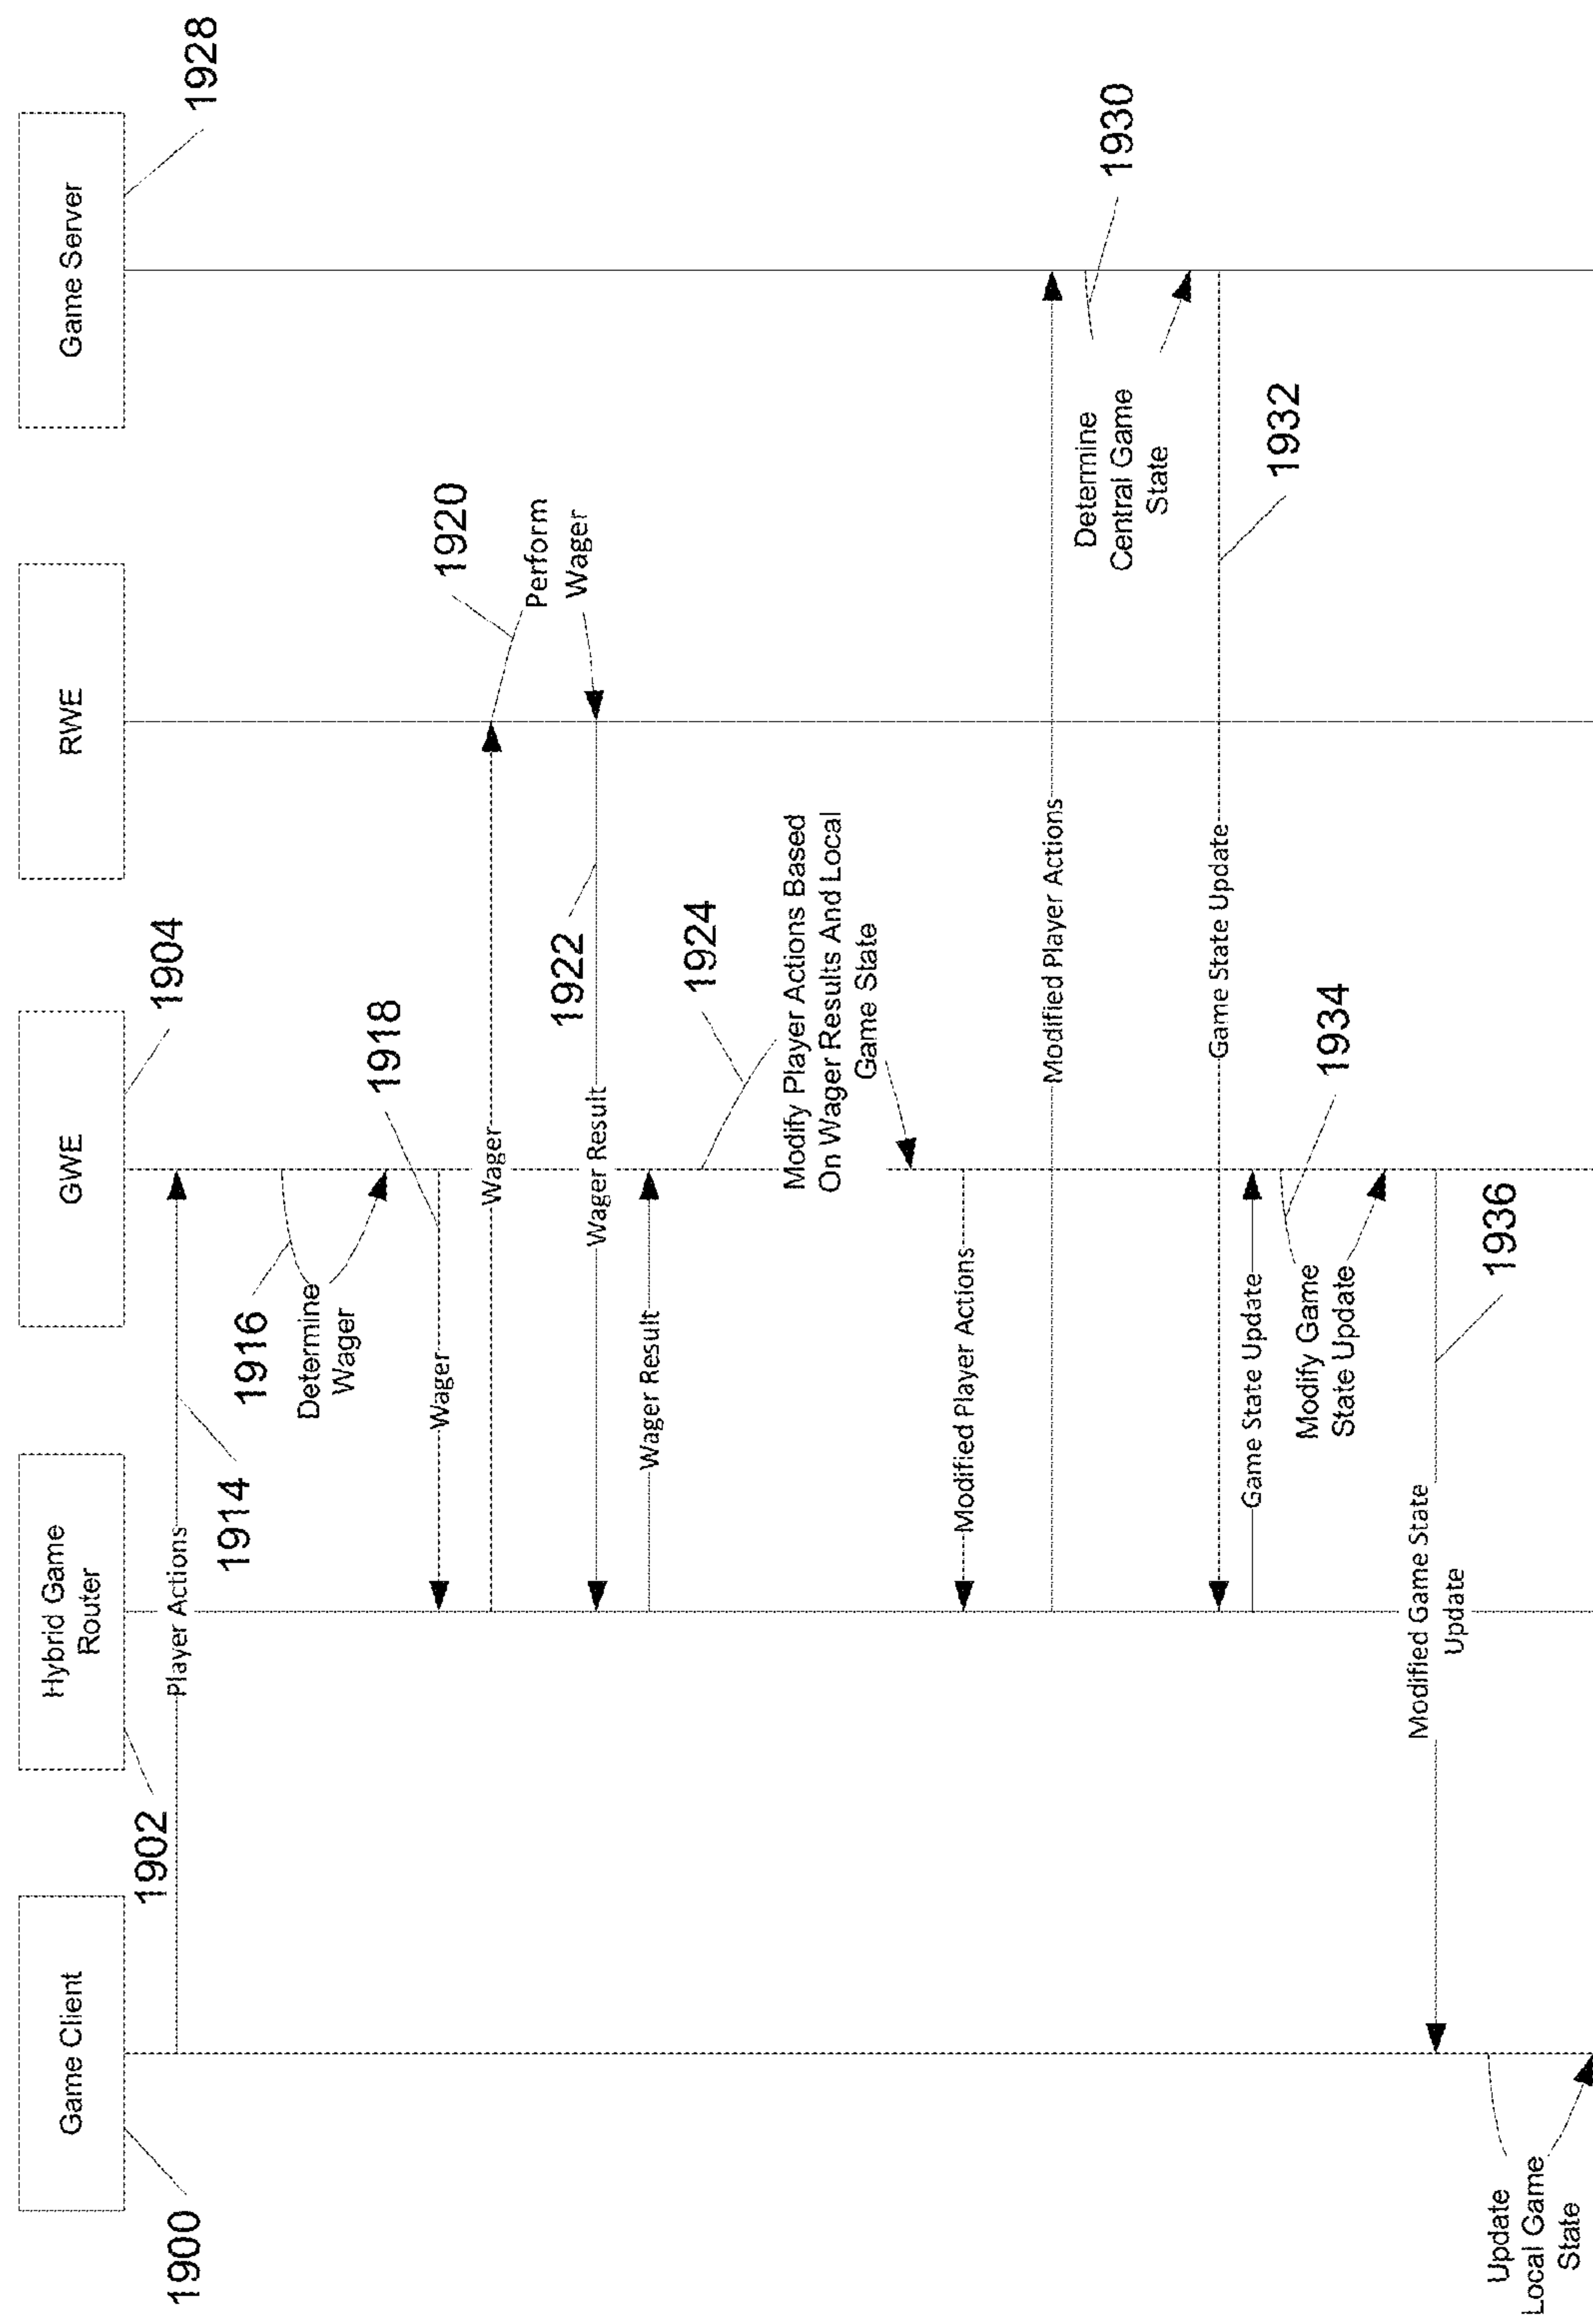 Game Client
Hybrid Game
Router
GWE
RWE
Game Server
1900
1902
1904
1928
Player Actions
1914
1916
Determine
Wager
1918
Wager
Wager
1920
Perform
Wager
1922
Wager Result
Wager Result
1924
Modify Player Actions Based
On Wager Results And Local
Game State
Modified Player Actions
Modified Player Actions
1930
Determine
Central Game
State
1932
Game State Update
Game State Update
1934
Modify Game
State Update
1936
Modified Game State
Update
Update
Local Game
State